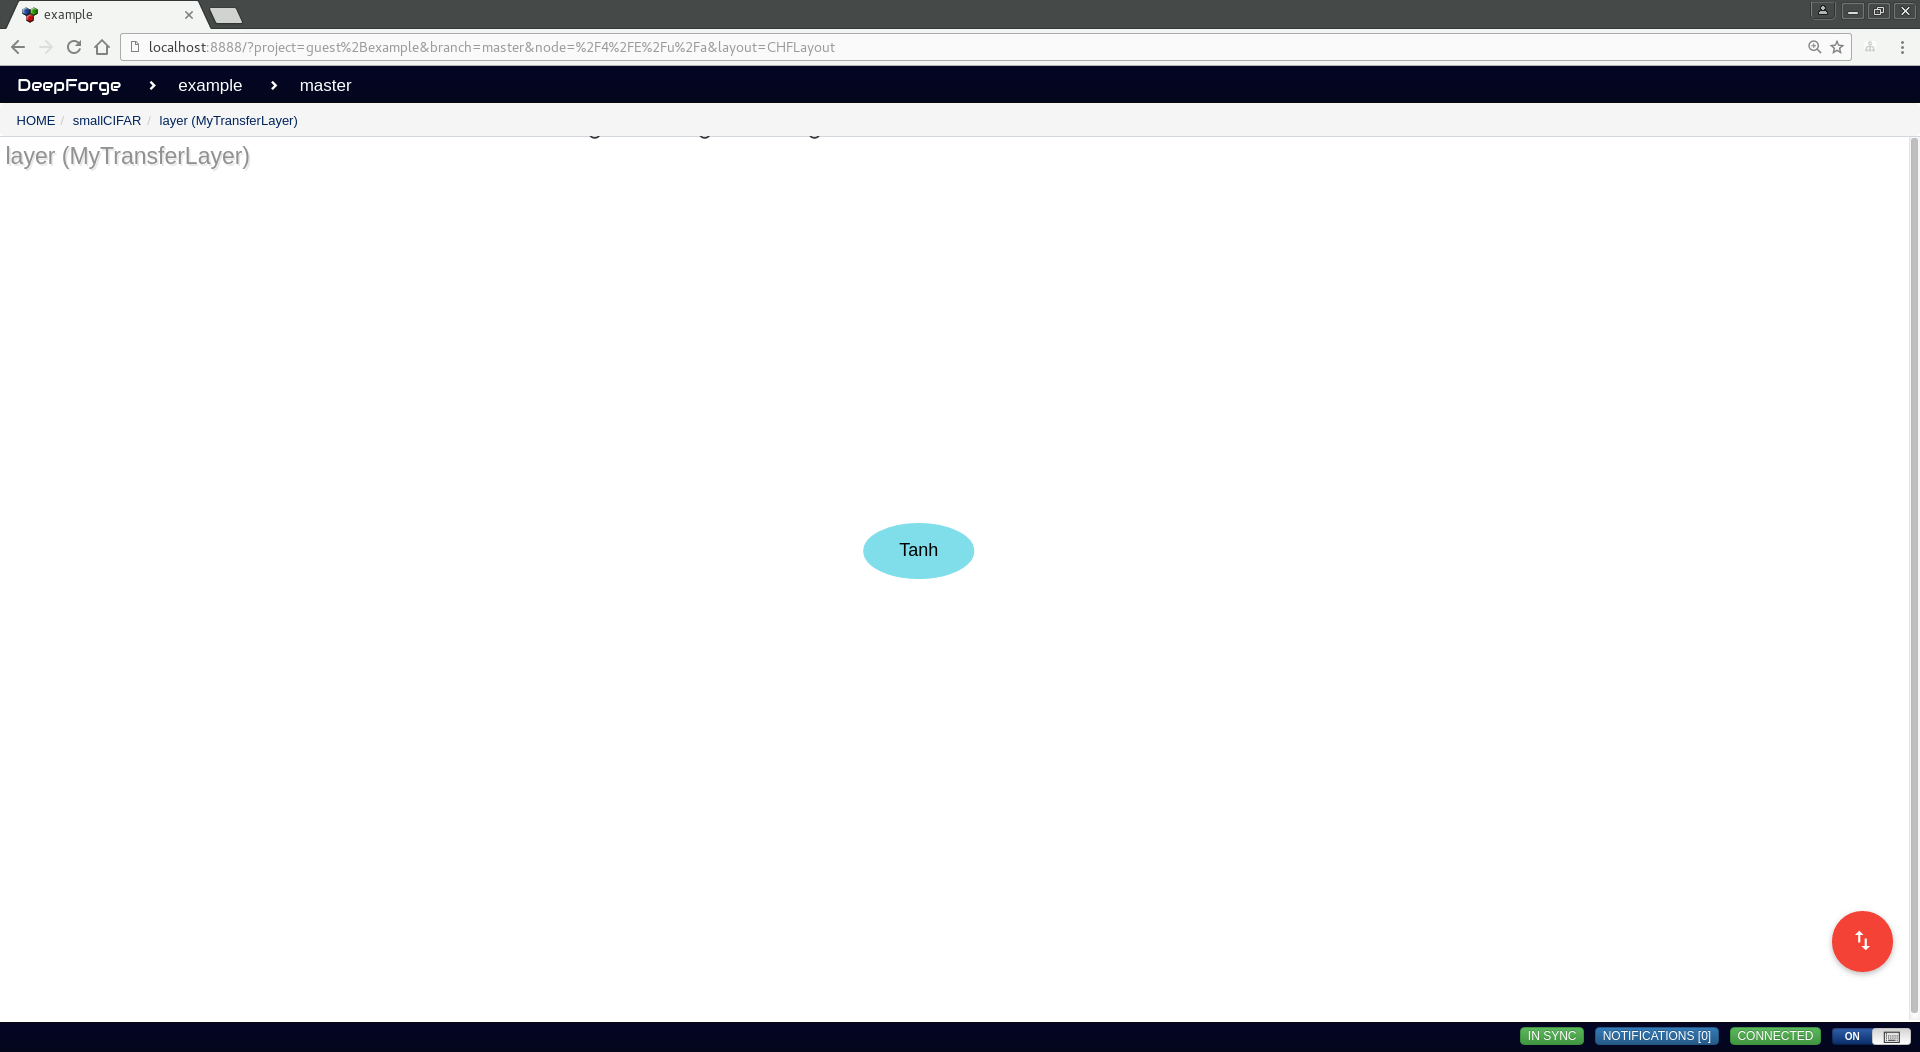 example
localhost:8888/?project=guest%2Bexample&branch=master&node=%2F4%2FE%2Fu%2Fa&layout=CHFLayout
DeepForge example master
HOME / smallCIFAR / layer (MyTransferLayer)
layer (MyTransferLayer)
Tanh
IN SYNC NOTIFICATIONS [0] CONNECTED ON